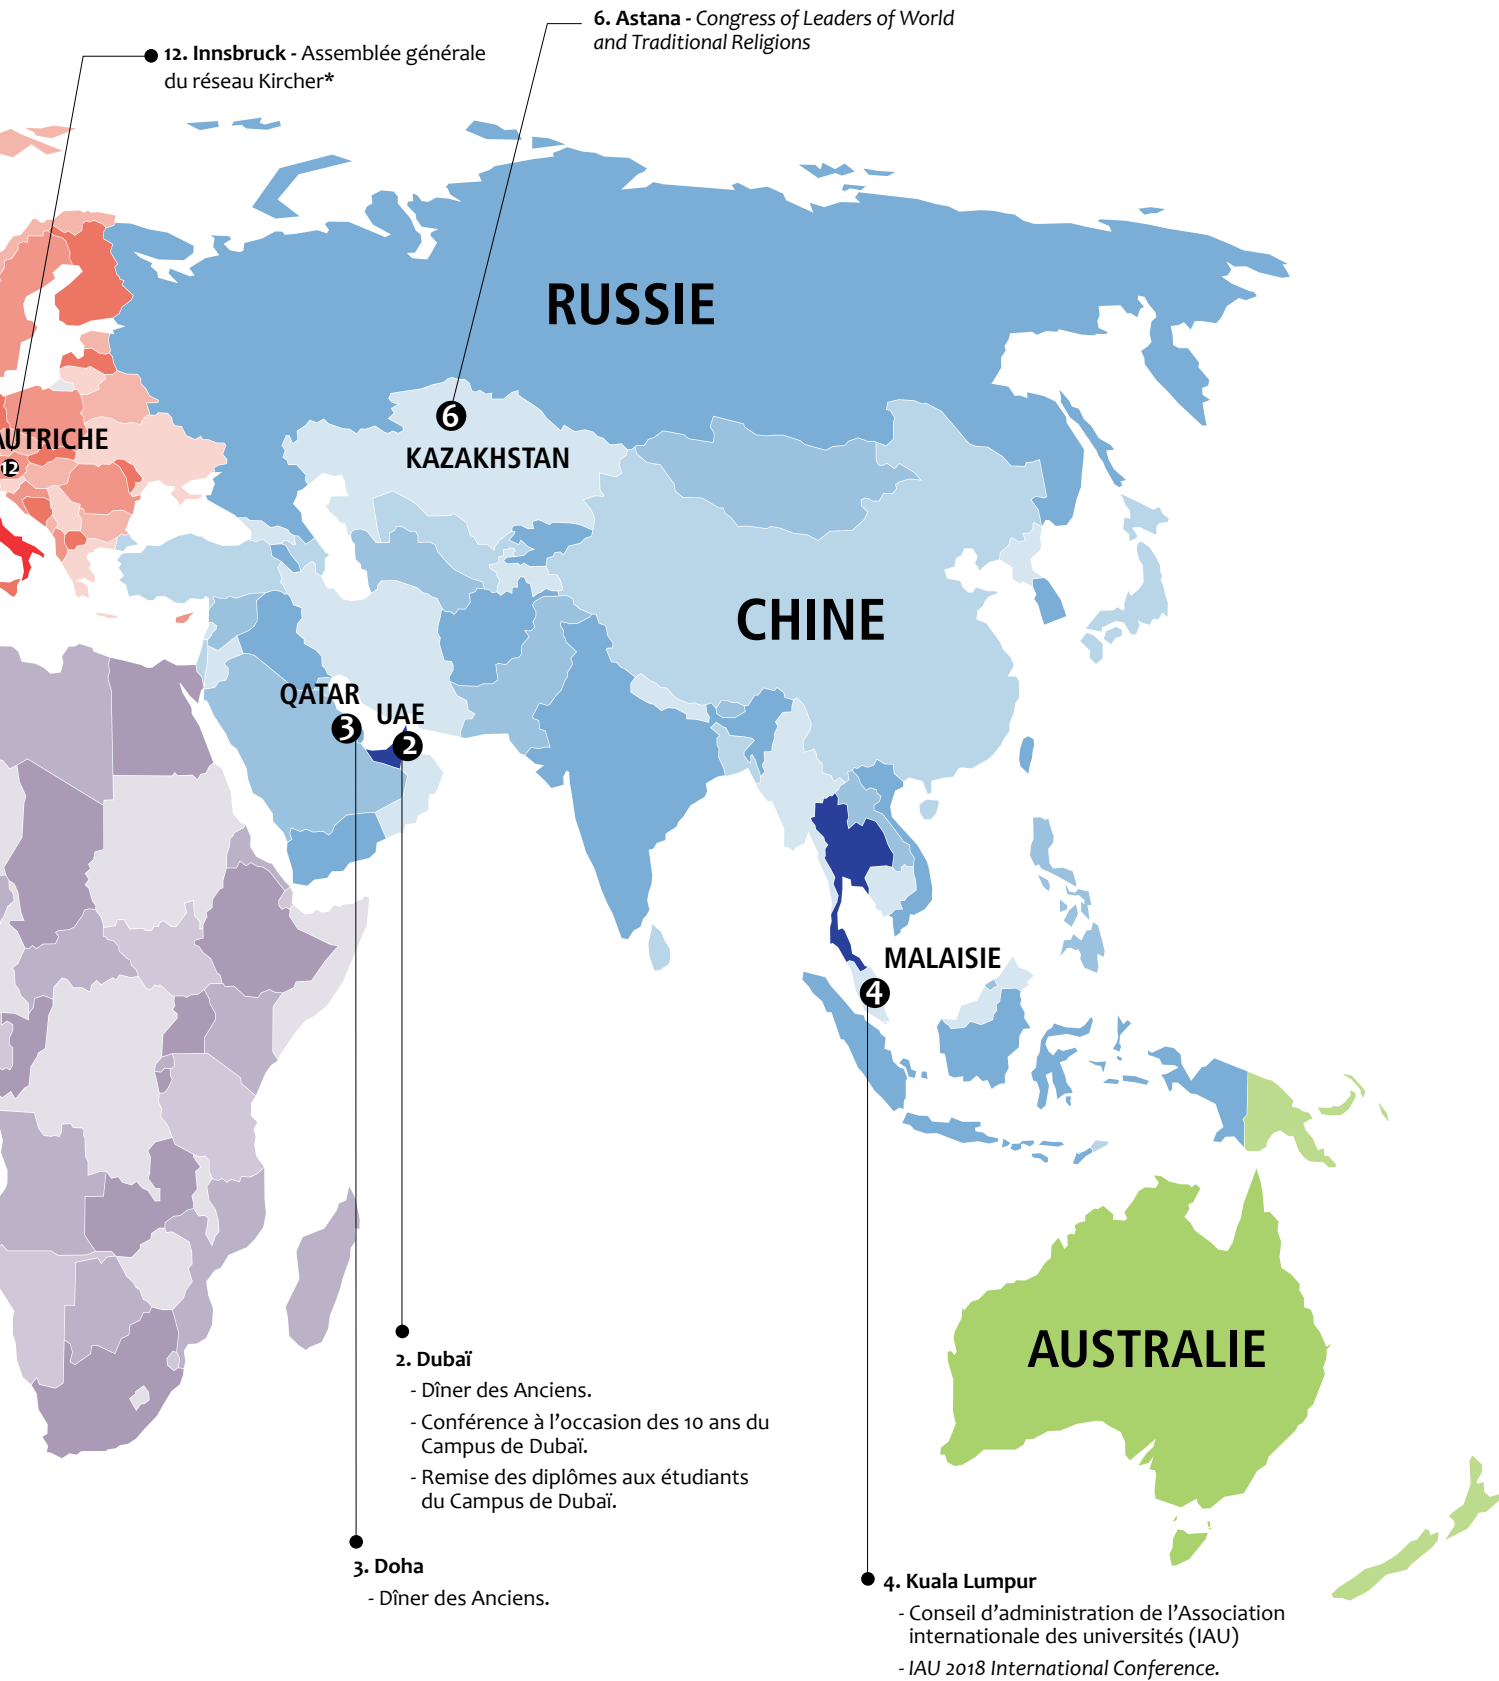 6. Astana - Congress of Leaders of World
and Traditional Religions
12. Innsbruck - Assemblée générale
du réseau Kircher*
RUSSIE
6
KAZAKHSTAN
AUTRICHE
12
CHINE
QATAR
3
UAE
2
MALAISIE
4
AUSTRALIE
2. Dubaï
- Dîner des Anciens.
- Conférence à l’occasion des 10 ans du
Campus de Dubaï.
- Remise des diplômes aux étudiants
du Campus de Dubaï.
3. Doha
- Dîner des Anciens.
4. Kuala Lumpur
- Conseil d’administration de l’Association
internationale des universités (IAU)
- IAU 2018 International Conference.